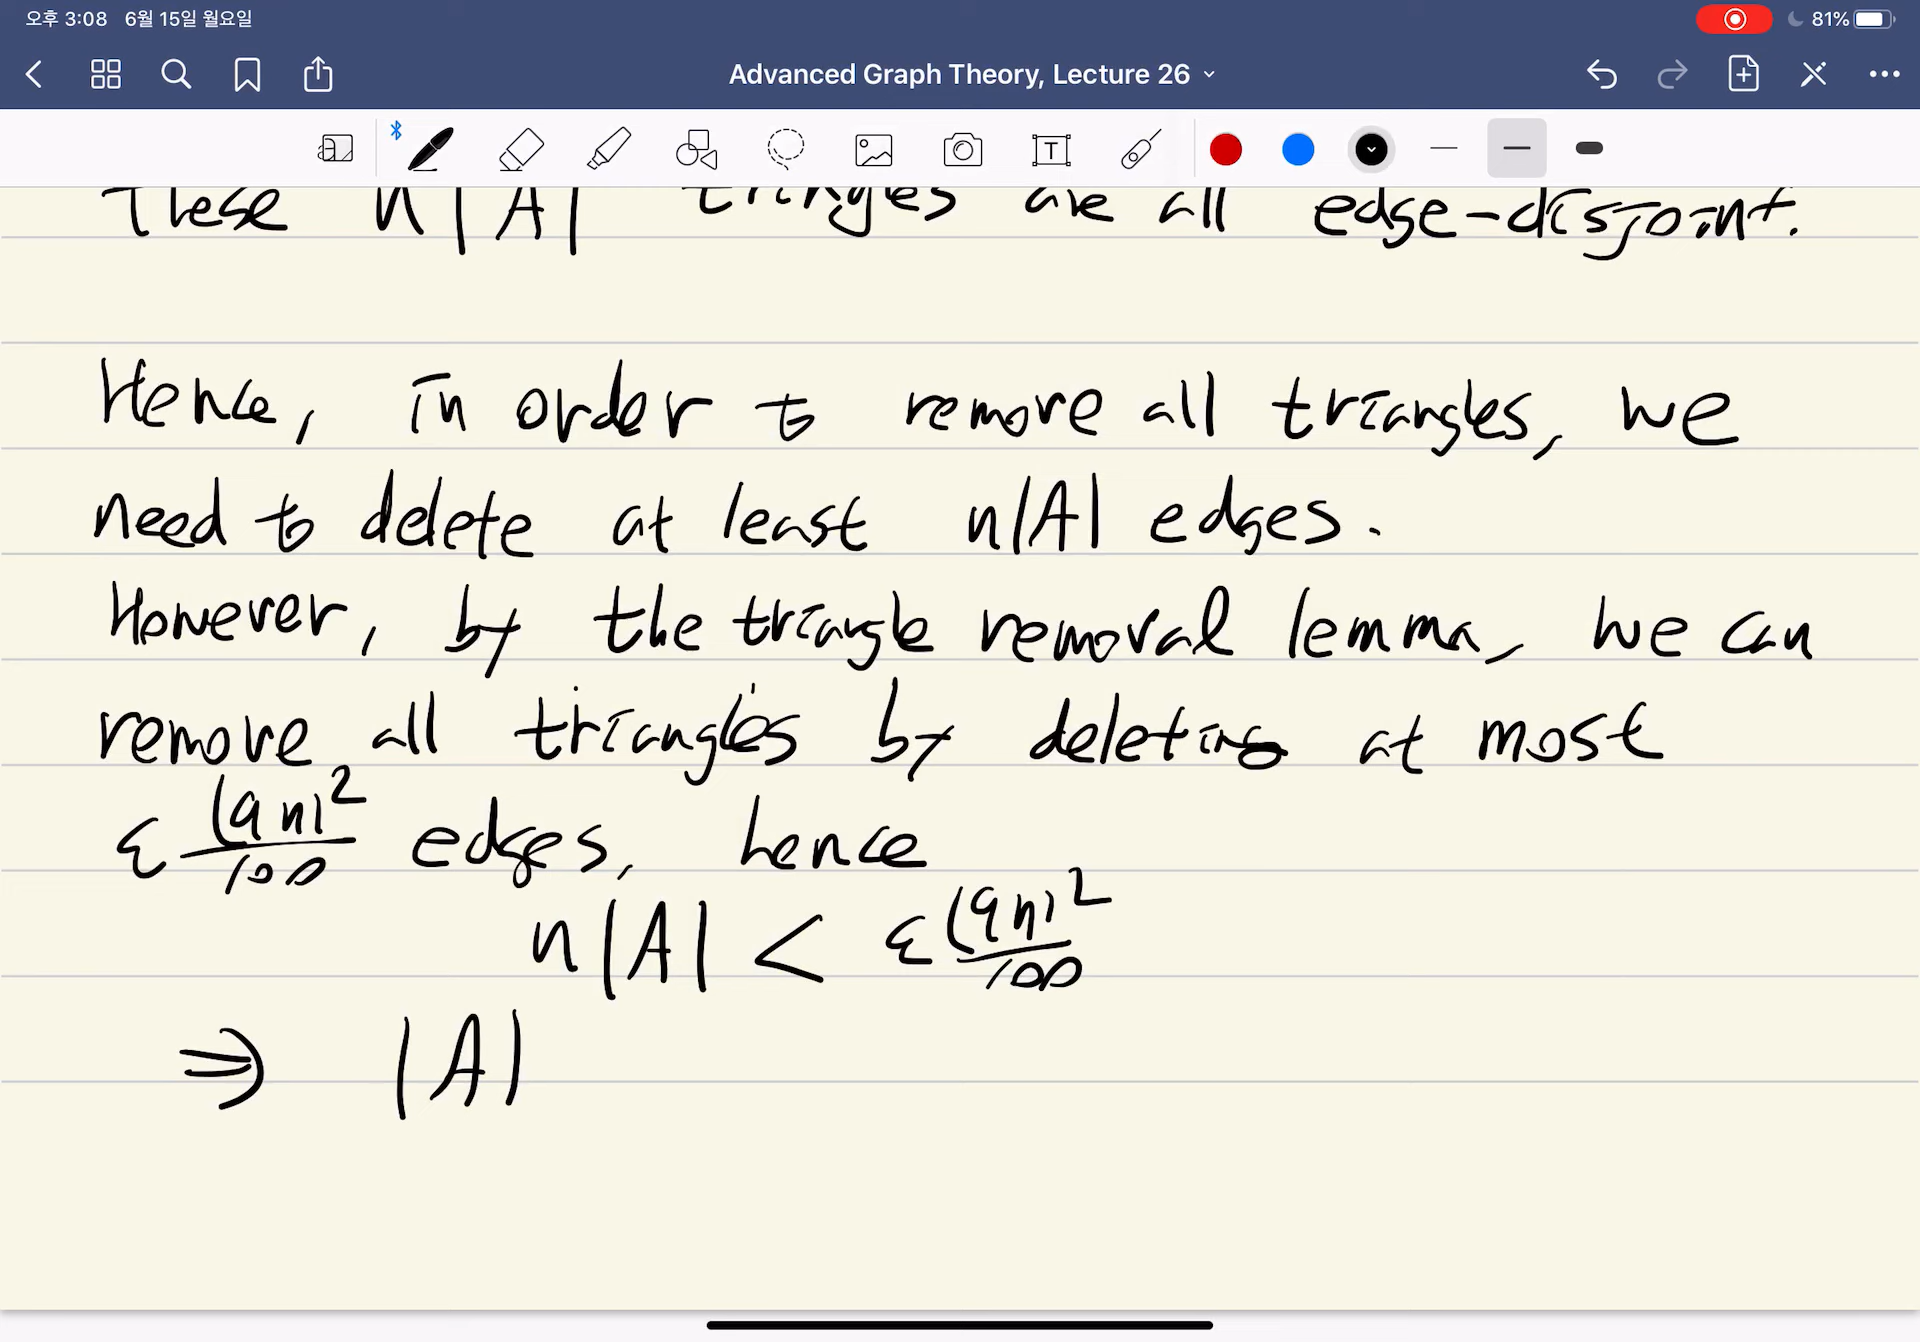 오후 3:08 6월 15일 월요일
81%
Advanced Graph Theory, Lecture 26
These n|A| triangles are all edge-disjoint.
Hence, in order to remove all triangles, we
need to delete at least n|A| edges.
However, by the triangle removal lemma, we can
remove all triangles by deleting at most
ε (9n)²/100 edges, hence
n|A| < ε (9n)²/100
⇒ |A|